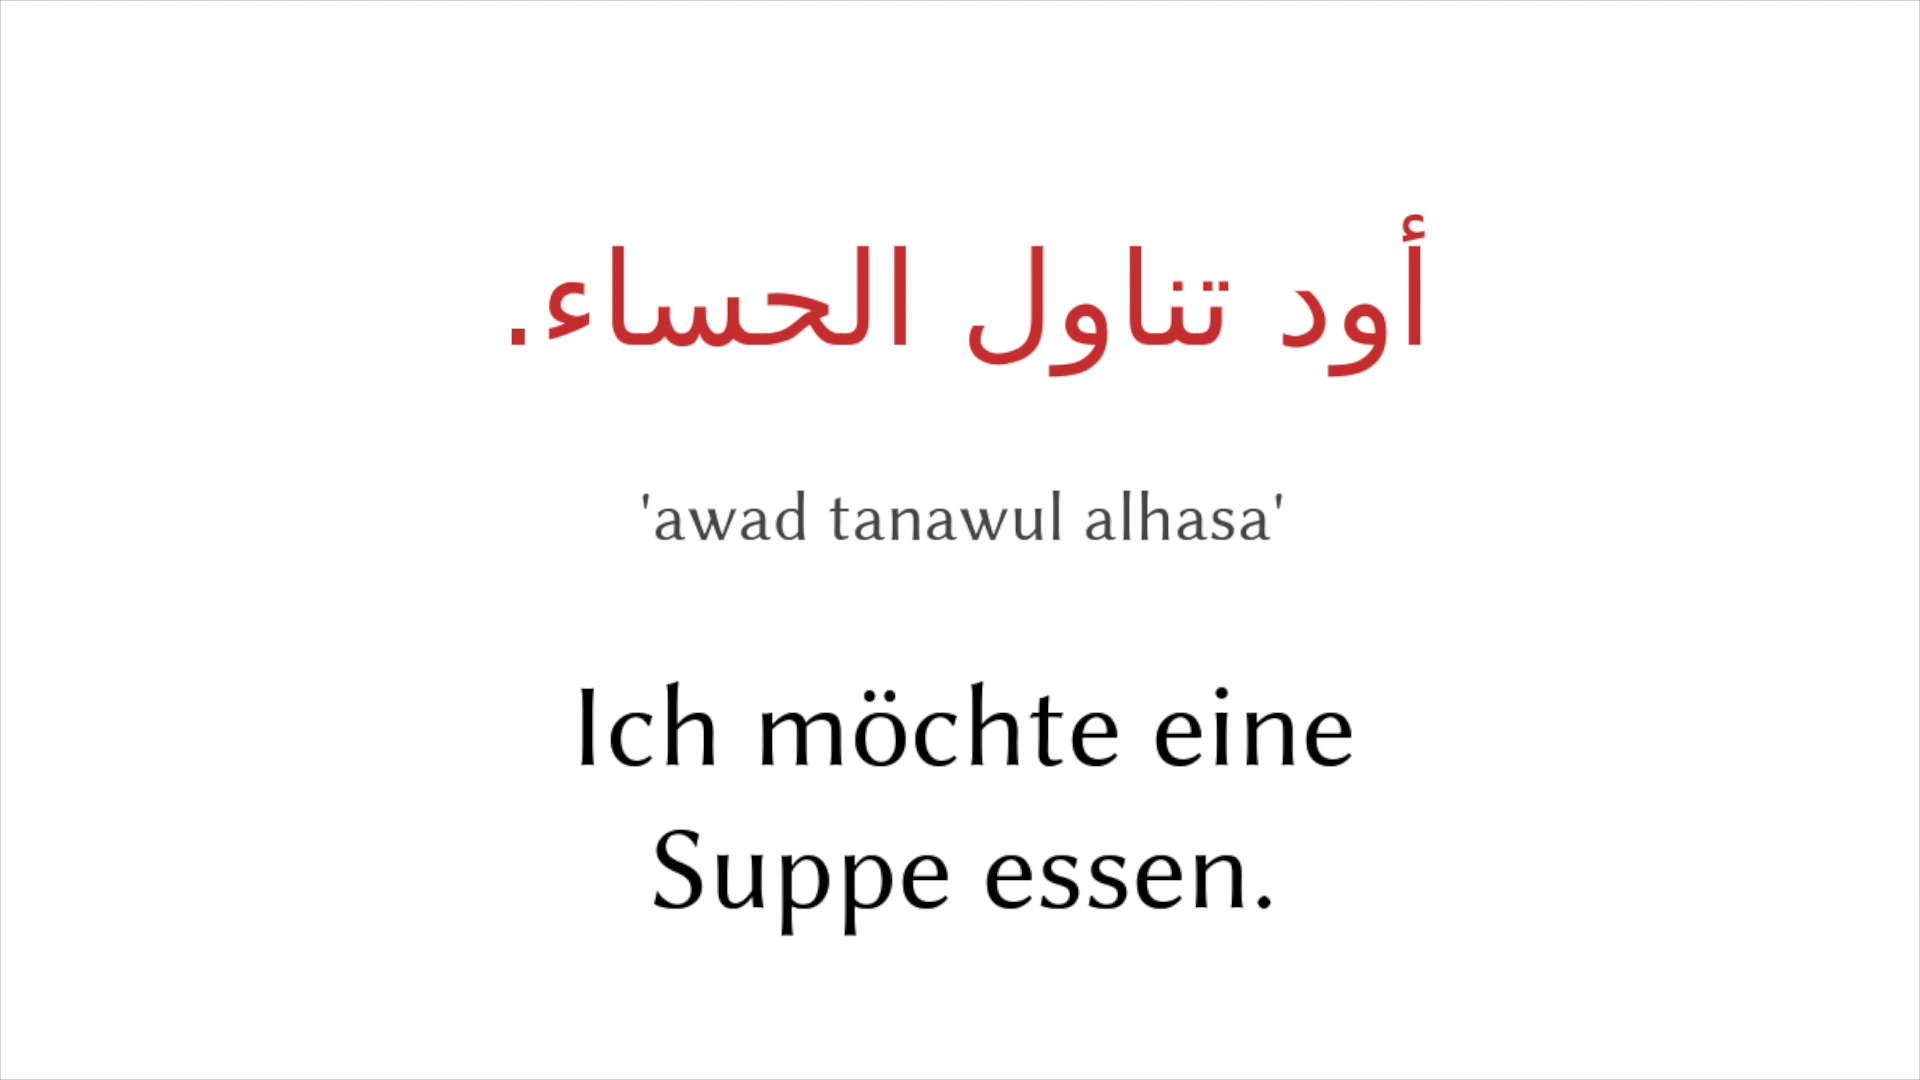 أود تناول الحساء.
'awad tanawul alhasa'
Ich möchte eine
Suppe essen.